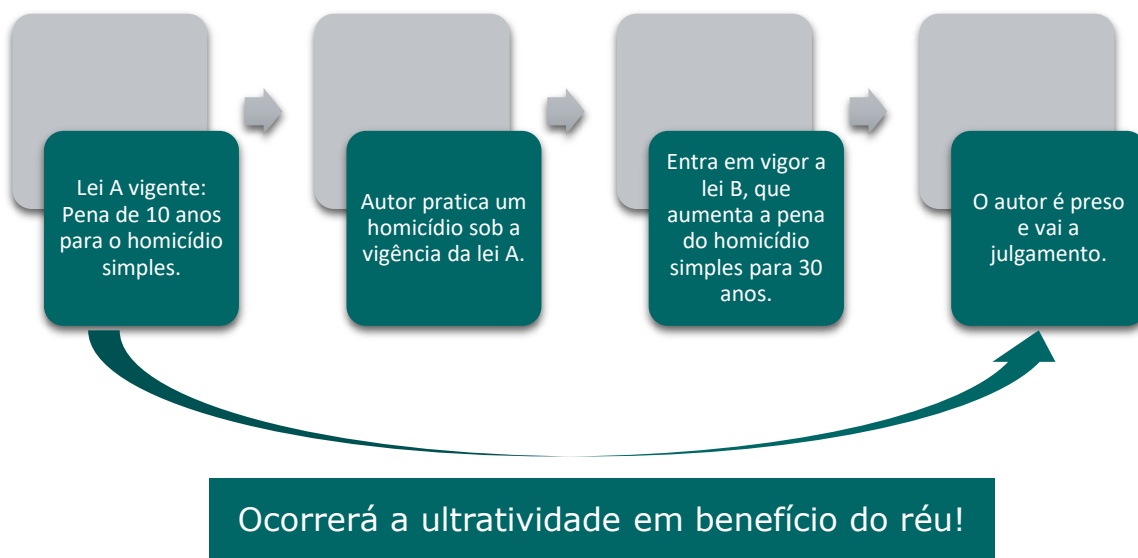 Lei A vigente:
Pena de 10 anos
para o homicídio
simples.
Autor pratica um
homicídio sob a
vigência da lei A.
Entra em vigor a
lei B, que
aumenta a pena
do homicídio
simples para 30
anos.
O autor é preso
e vai a
julgamento.
Ocorrerá a ultratividade em benefício do réu!